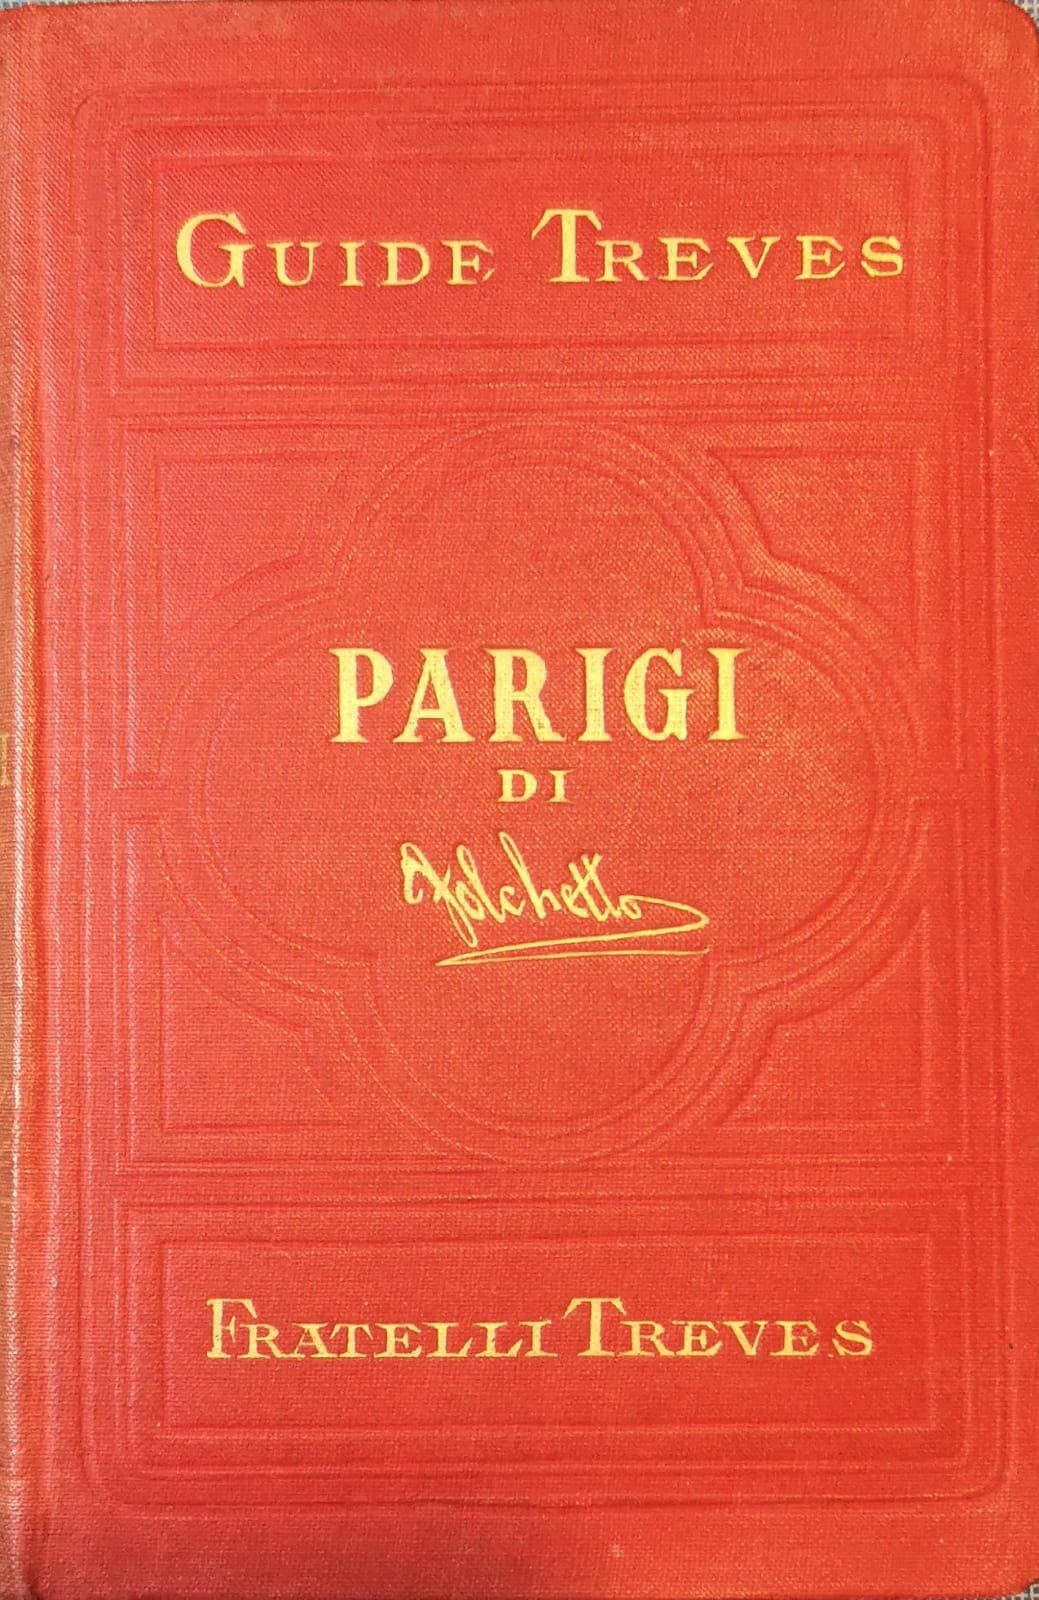 GUIDE TREVES
PARIGI
DI
Folchetto
FRATELLI TREVES